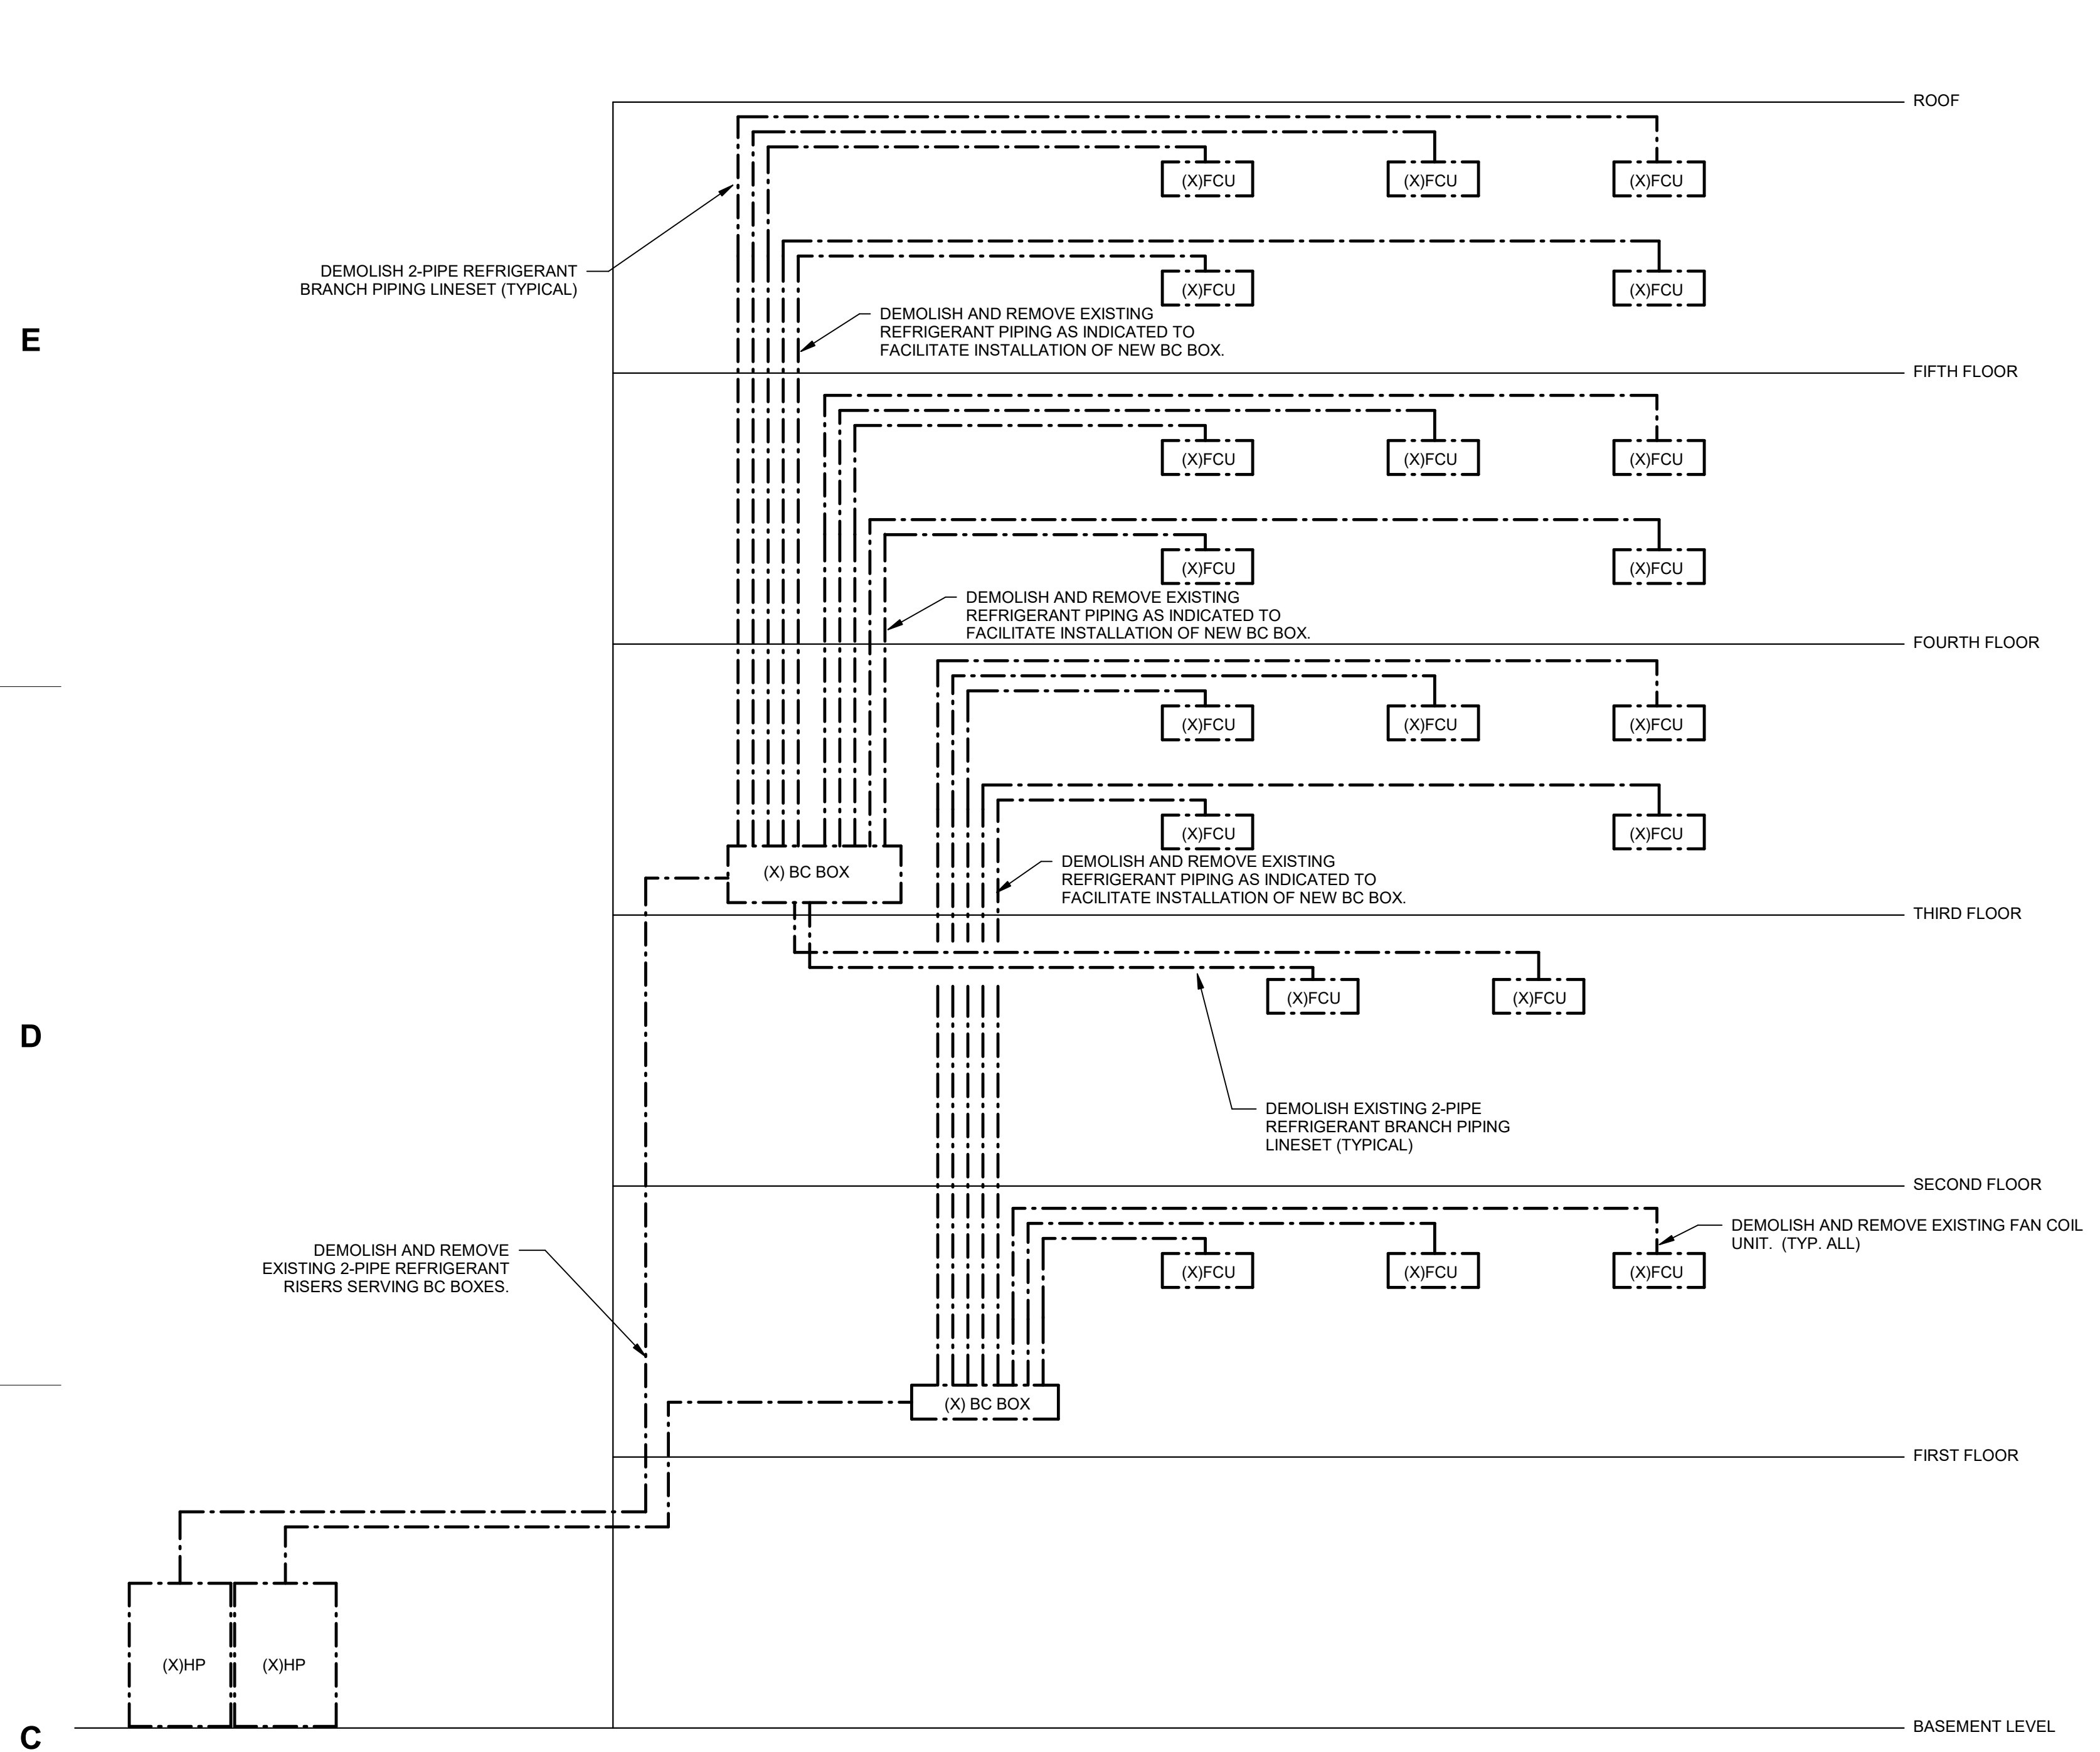 ROOF
(X)FCU
(X)FCU
(X)FCU
DEMOLISH 2-PIPE REFRIGERANT
BRANCH PIPING LINESET (TYPICAL)
(X)FCU
(X)FCU
DEMOLISH AND REMOVE EXISTING
REFRIGERANT PIPING AS INDICATED TO
FACILITATE INSTALLATION OF NEW BC BOX.
E
FIFTH FLOOR
(X)FCU
(X)FCU
(X)FCU
(X)FCU
(X)FCU
DEMOLISH AND REMOVE EXISTING
REFRIGERANT PIPING AS INDICATED TO
FACILITATE INSTALLATION OF NEW BC BOX.
FOURTH FLOOR
(X)FCU
(X)FCU
(X)FCU
(X)FCU
(X)FCU
(X) BC BOX
DEMOLISH AND REMOVE EXISTING
REFRIGERANT PIPING AS INDICATED TO
FACILITATE INSTALLATION OF NEW BC BOX.
THIRD FLOOR
(X)FCU
(X)FCU
D
DEMOLISH EXISTING 2-PIPE
REFRIGERANT BRANCH PIPING
LINESET (TYPICAL)
SECOND FLOOR
DEMOLISH AND REMOVE EXISTING FAN COIL
UNIT. (TYP. ALL)
DEMOLISH AND REMOVE
EXISTING 2-PIPE REFRIGERANT
RISERS SERVING BC BOXES.
(X)FCU
(X)FCU
(X)FCU
(X) BC BOX
FIRST FLOOR
(X)HP
(X)HP
C
BASEMENT LEVEL